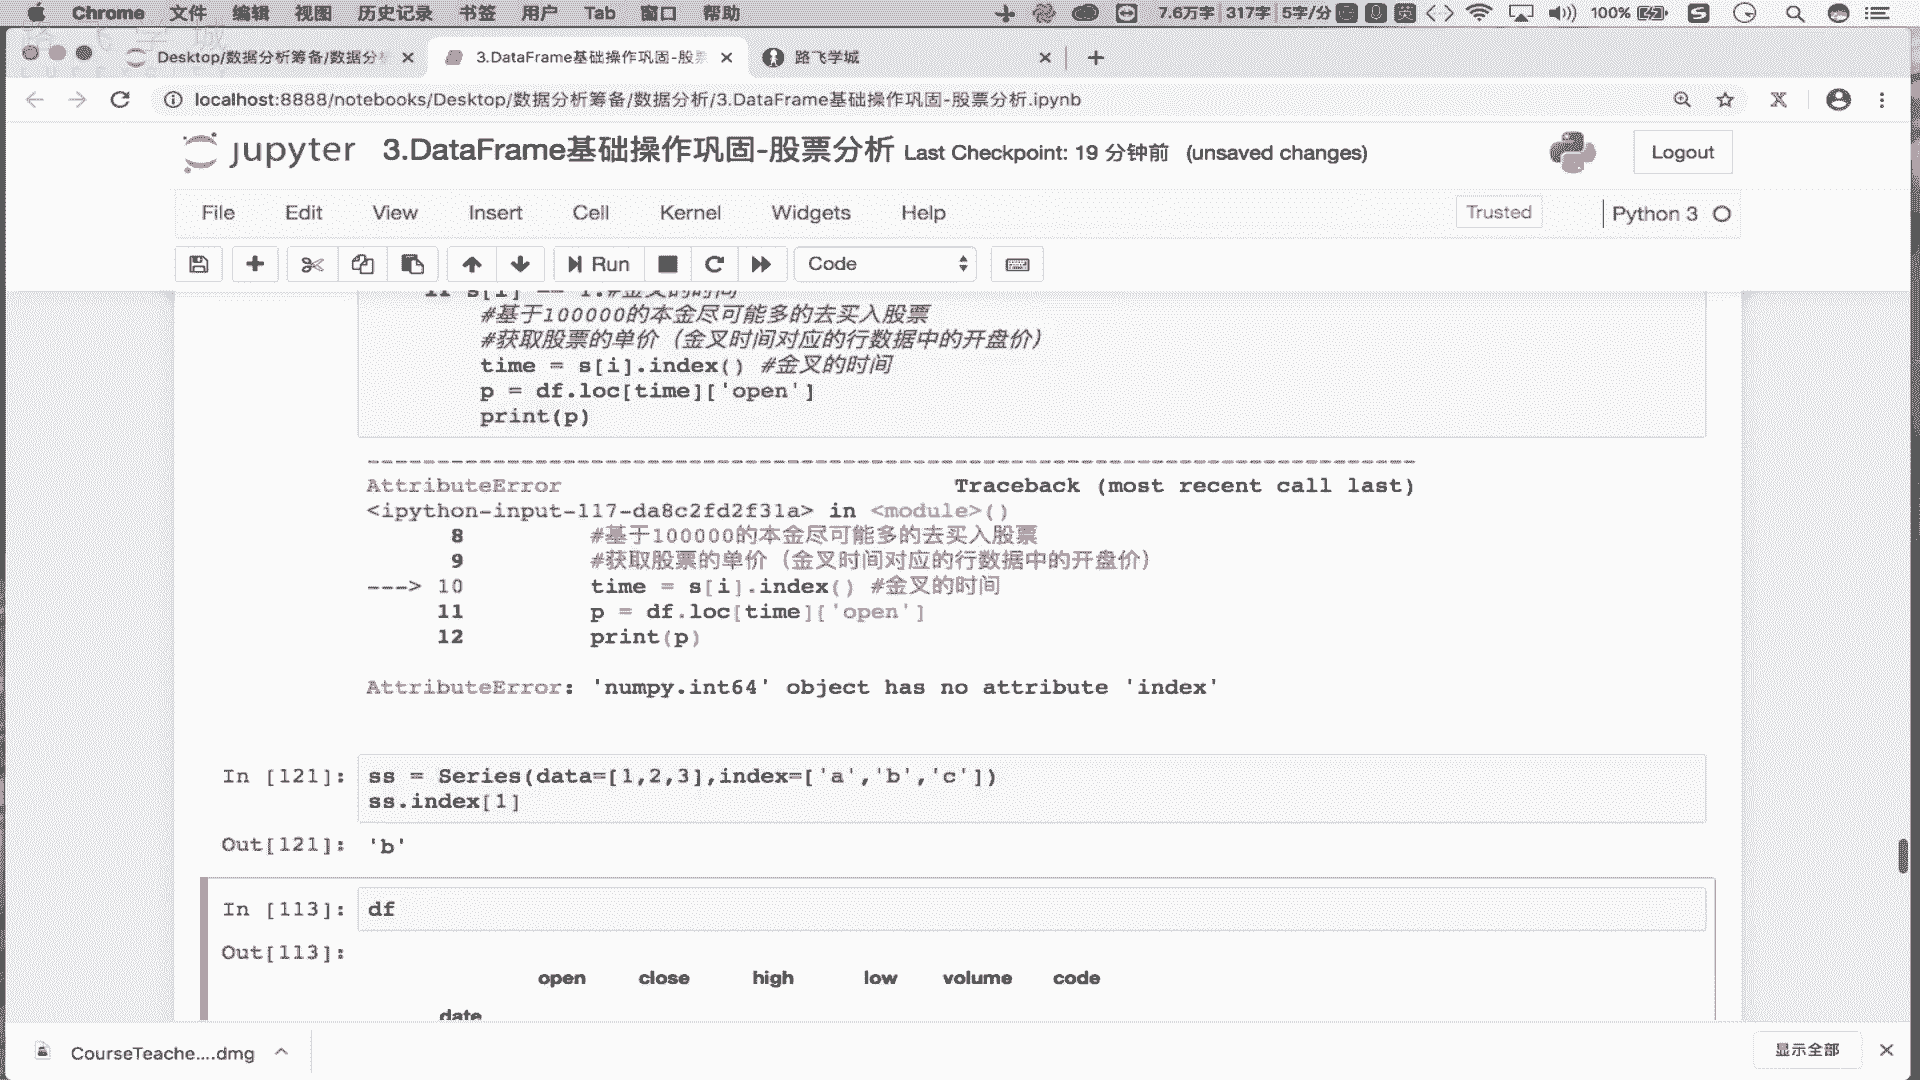 Chrome 文件 编辑 视图 历史记录 书签 用户 Tab 窗口 帮助 7.6万字 317字 5字/分 英 100%
Desktop/数据分析筹备/数据分析 3.DataFrame基础操作巩固-股票 路飞学城
localhost:8888/notebooks/Desktop/数据分析筹备/数据分析/3.DataFrame基础操作巩固-股票分析.ipynb
jupyter 3.DataFrame基础操作巩固-股票分析 Last Checkpoint: 19 分钟前 (unsaved changes) Logout
File Edit View Insert Cell Kernel Widgets Help Trusted Python 3
Run Code
#基于100000的本金尽可能多的去买入股票
#获取股票的单价（金叉时间对应的行数据中的开盘价）
time = s[i].index() #金叉的时间
p = df.loc[time]['open']
print(p)
---------------------------------------------------------------------------
AttributeError Traceback (most recent call last)
<ipython-input-117-da8c2fd2f31a> in <module>()
8 #基于100000的本金尽可能多的去买入股票
9 #获取股票的单价（金叉时间对应的行数据中的开盘价）
---> 10 time = s[i].index() #金叉的时间
11 p = df.loc[time]['open']
12 print(p)
AttributeError: 'numpy.int64' object has no attribute 'index'
In [121]: ss = Series(data=[1,2,3],index=['a','b','c'])
ss.index[1]
Out[121]: 'b'
In [113]: df
Out[113]:
open close high low volume code
date
CourseTeache....dmg 显示全部